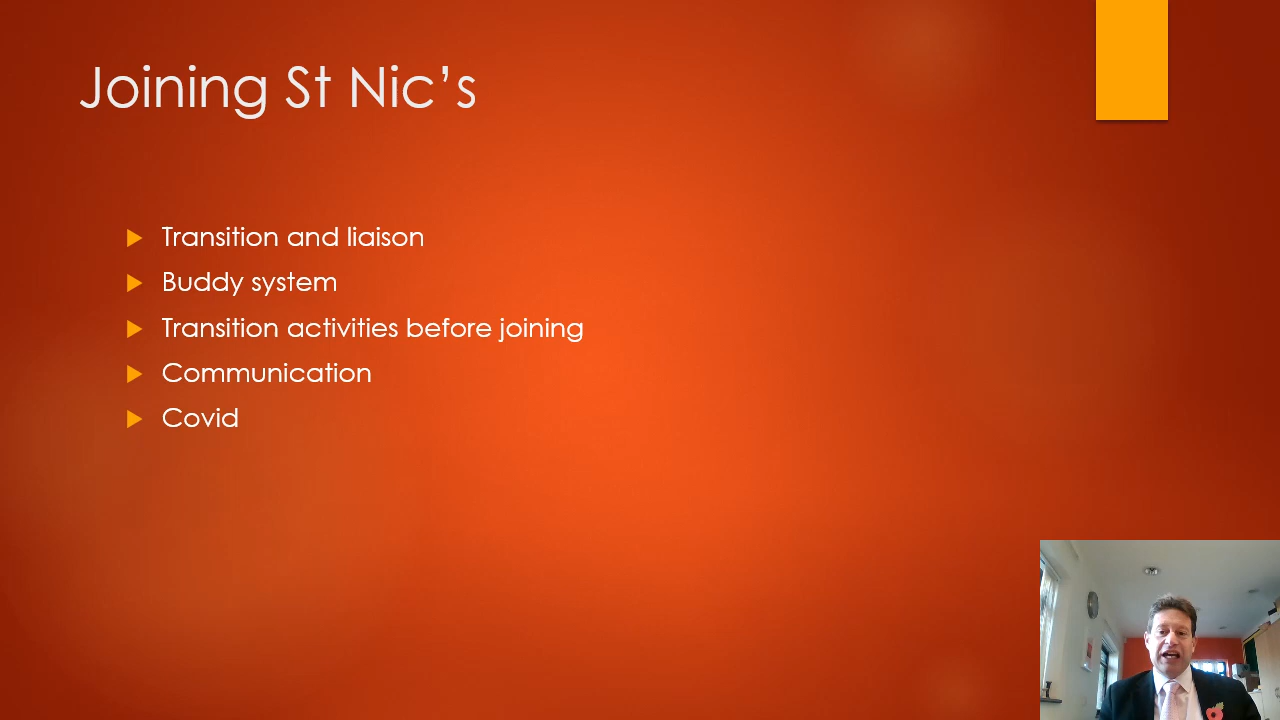 Joining St Nic’s
Transition and liaison
Buddy system
Transition activities before joining
Communication
Covid